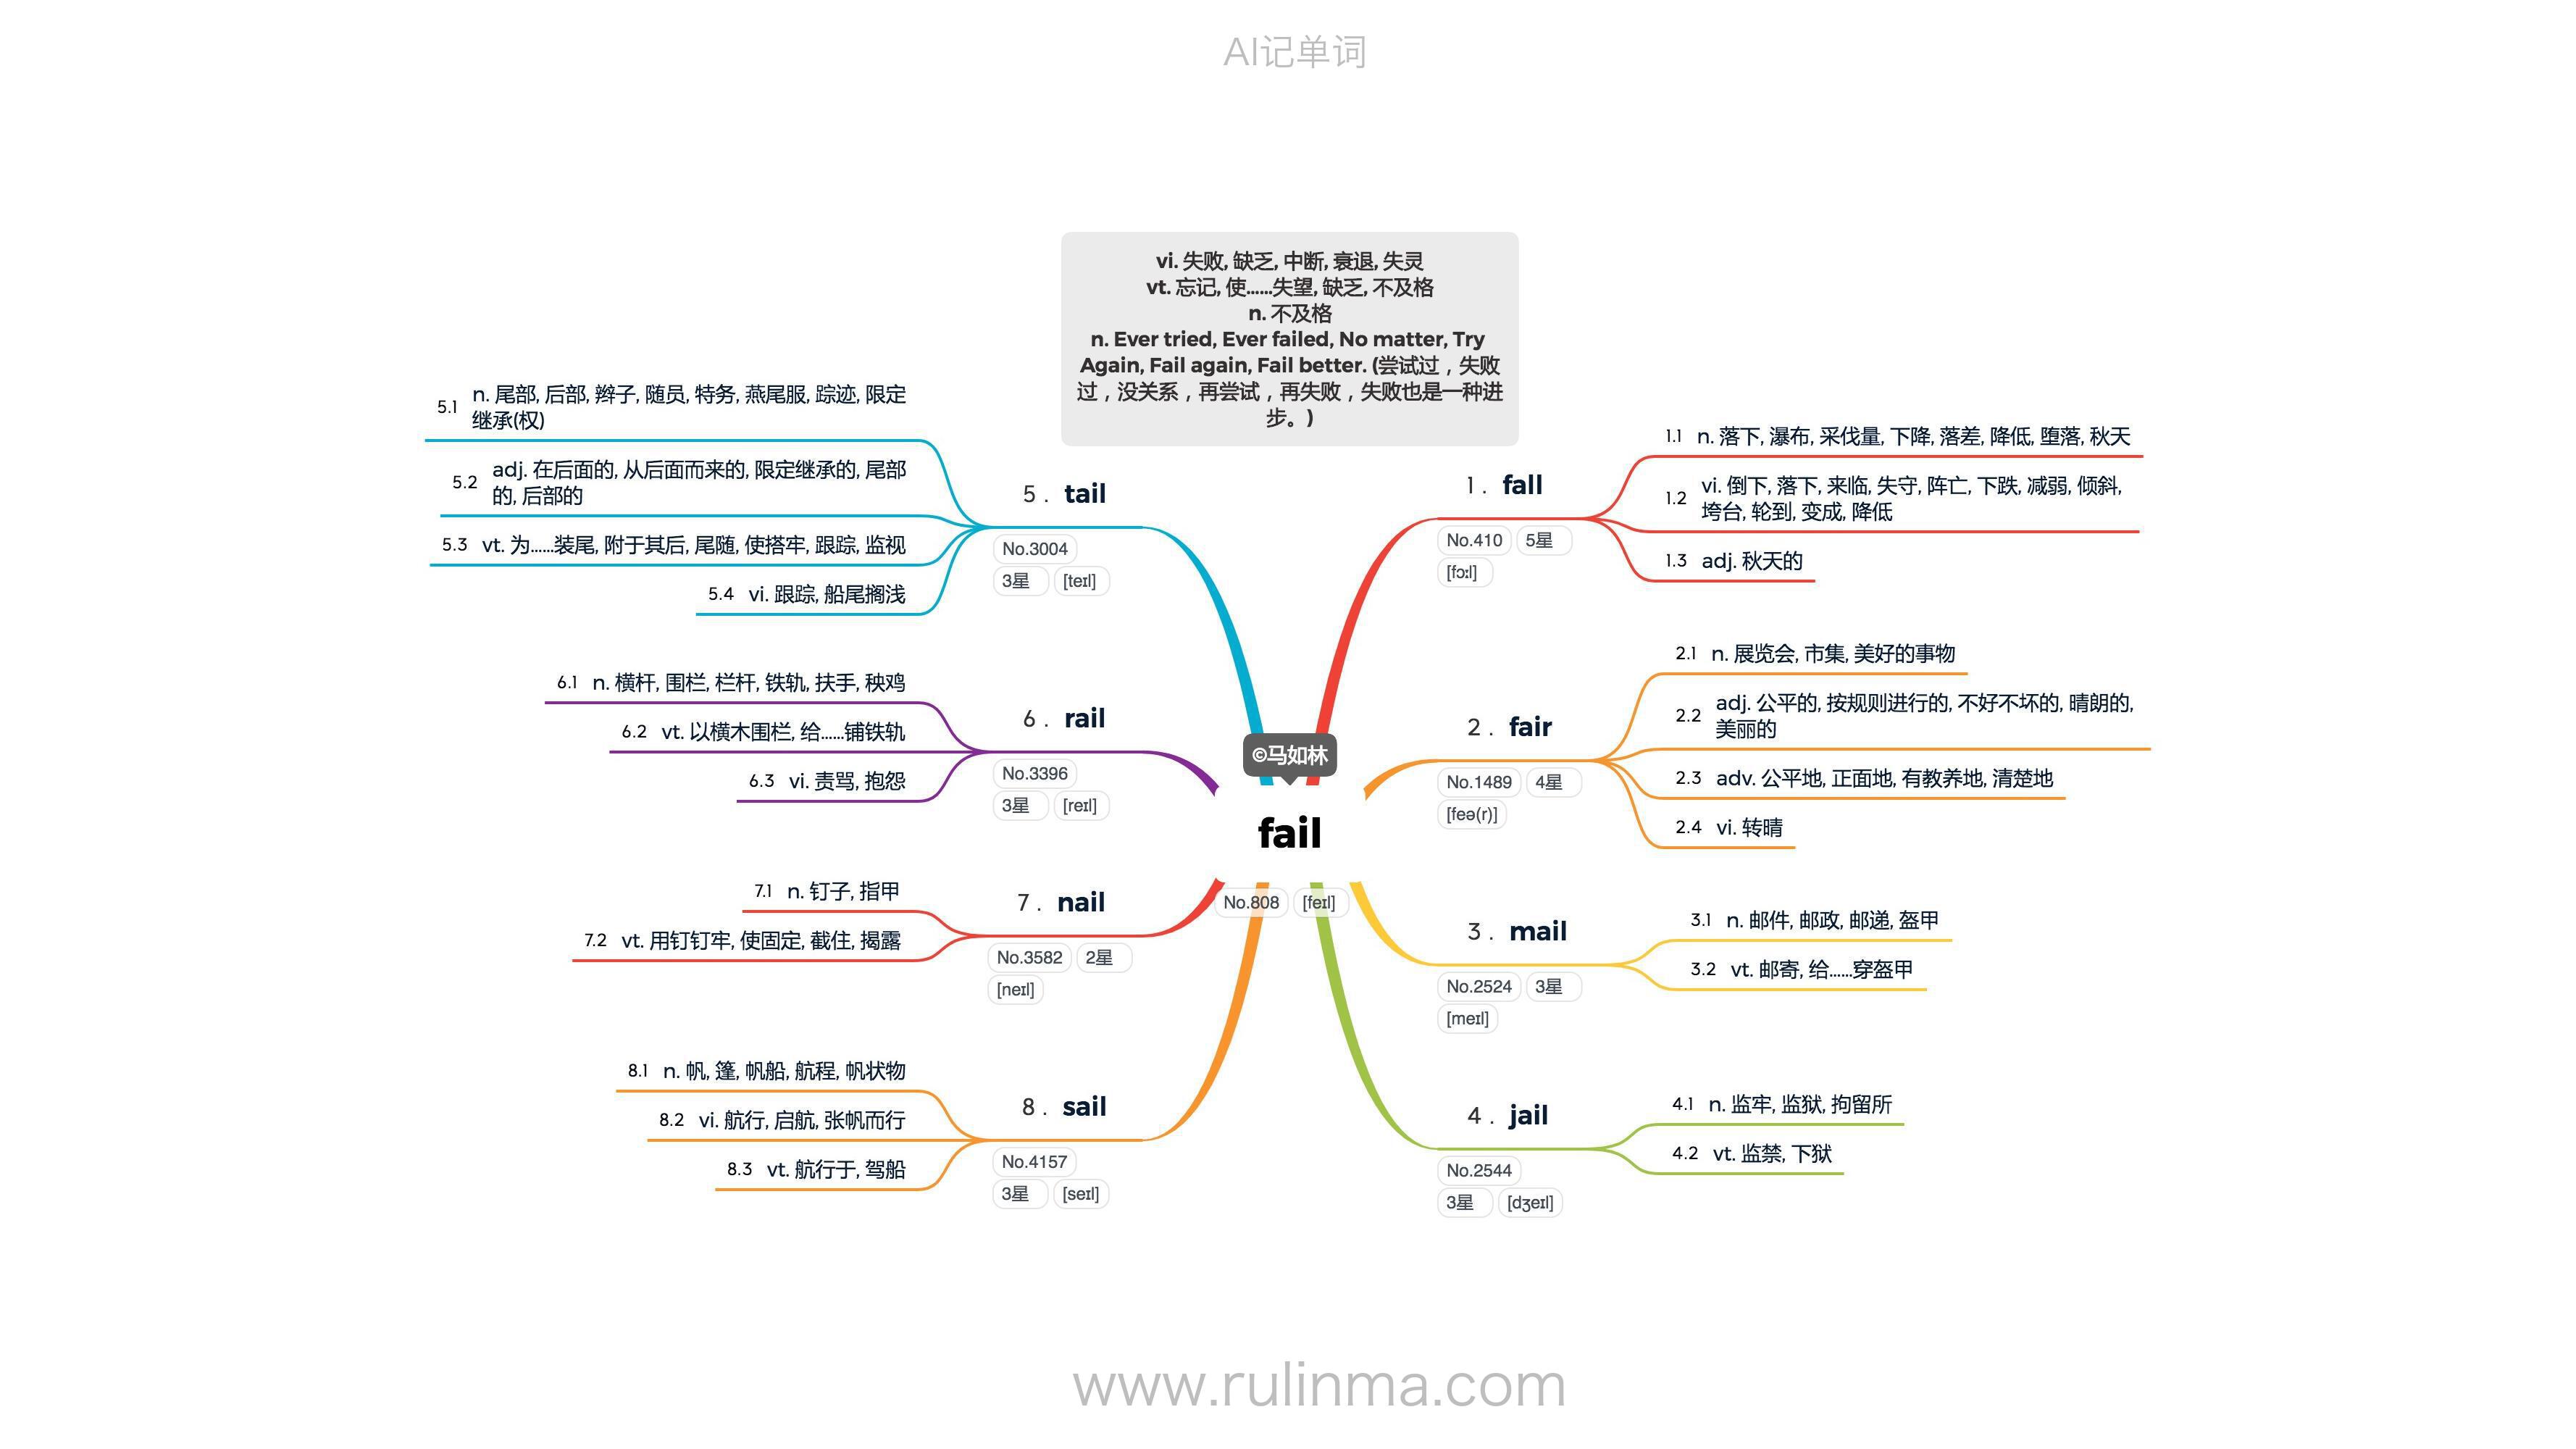 AI记单词
vi. 失败, 缺乏, 中断, 衰退, 失灵
vt. 忘记, 使……失望, 缺乏, 不及格
n. 不及格
n. Ever tried, Ever failed, No matter, Try
Again, Fail again, Fail better. (尝试过，失败
过，没关系，再尝试，再失败，失败也是一种进
步。)
©马如林
fail
No.808 [feɪl]
1. fall
No.410 5星
[fɔːl]
1.1 n. 落下, 瀑布, 采伐量, 下降, 落差, 降低, 堕落, 秋天
1.2 vi. 倒下, 落下, 来临, 失守, 阵亡, 下跌, 减弱, 倾斜,
垮台, 轮到, 变成, 降低
1.3 adj. 秋天的
2. fair
No.1489 4星
[feə(r)]
2.1 n. 展览会, 市集, 美好的事物
2.2 adj. 公平的, 按规则进行的, 不好不坏的, 晴朗的,
美丽的
2.3 adv. 公平地, 正面地, 有教养地, 清楚地
2.4 vi. 转晴
3. mail
No.2524 3星
[meɪl]
3.1 n. 邮件, 邮政, 邮递, 盔甲
3.2 vt. 邮寄, 给……穿盔甲
4. jail
No.2544
3星 [dʒeɪl]
4.1 n. 监牢, 监狱, 拘留所
4.2 vt. 监禁, 下狱
5. tail
No.3004
3星 [teɪl]
5.1 n. 尾部, 后部, 辫子, 随员, 特务, 燕尾服, 踪迹, 限定
继承(权)
5.2 adj. 在后面的, 从后面而来的, 限定继承的, 尾部
的, 后部的
5.3 vt. 为……装尾, 附于其后, 尾随, 使搭牢, 跟踪, 监视
5.4 vi. 跟踪, 船尾搁浅
6. rail
No.3396
3星 [reɪl]
6.1 n. 横杆, 围栏, 栏杆, 铁轨, 扶手, 秧鸡
6.2 vt. 以横木围栏, 给……铺铁轨
6.3 vi. 责骂, 抱怨
7. nail
No.3582 2星
[neɪl]
7.1 n. 钉子, 指甲
7.2 vt. 用钉钉牢, 使固定, 截住, 揭露
8. sail
No.4157
3星 [seɪl]
8.1 n. 帆, 篷, 帆船, 航程, 帆状物
8.2 vi. 航行, 启航, 张帆而行
8.3 vt. 航行于, 驾船
www.rulinma.com